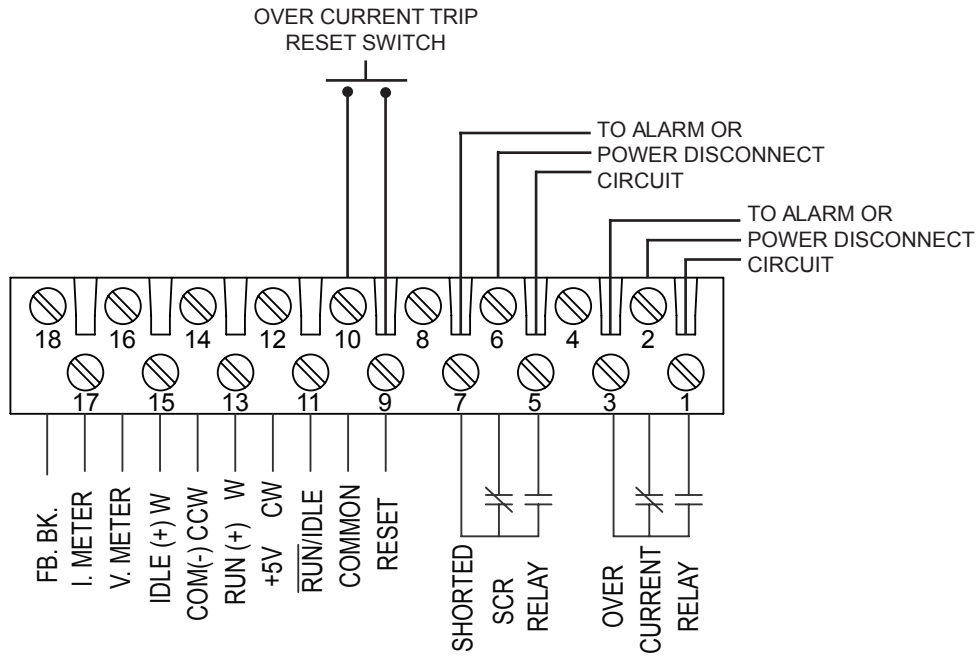 OVER CURRENT TRIP
RESET SWITCH
TO ALARM OR
POWER DISCONNECT
CIRCUIT
TO ALARM OR
POWER DISCONNECT
CIRCUIT
18 16 14 12 10 8 6 4 2
17 15 13 11 9 7 5 3 1
FB. BK.
I. METER
V. METER
IDLE (+) W
COM(-) CCW
RUN (+) W
+5V CW
RUN/IDLE
COMMON
RESET
SHORTED
SCR
RELAY
OVER
CURRENT
RELAY